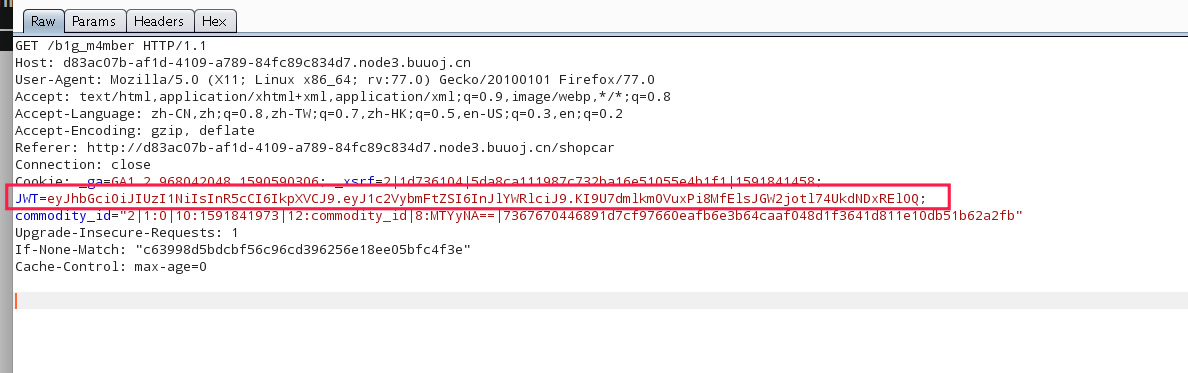 Raw Params Headers Hex
GET /b1g_m4mber HTTP/1.1
Host: d83ac07b-af1d-4109-a789-84fc89c834d7.node3.buuoj.cn
User-Agent: Mozilla/5.0 (X11; Linux x86_64; rv:77.0) Gecko/20100101 Firefox/77.0
Accept: text/html,application/xhtml+xml,application/xml;q=0.9,image/webp,*/*;q=0.8
Accept-Language: zh-CN,zh;q=0.8,zh-TW;q=0.7,zh-HK;q=0.5,en-US;q=0.3,en;q=0.2
Accept-Encoding: gzip, deflate
Referer: http://d83ac07b-af1d-4109-a789-84fc89c834d7.node3.buuoj.cn/shopcar
Connection: close
Cookie: _ga=GA1.2.968042048.1590590306; _xsrf=2|1d736104|5da8ca111987c732ba16e51055e4b1f1|1591841458;
JWT=eyJhbGciOiJIUzI1NiIsInR5cCI6IkpXVCJ9.eyJ1c2VybmFtZSI6InJlYWRlciJ9.KI9U7dmlkm0VuxPi8MfElsJGW2jotl74UkdNDxREl0Q;
commodity_id="2|1:0|10:1591841973|12:commodity_id|8:MTYyNA==|7367670446891d7cf97660eafb6e3b64caaf048d1f3641d811e10db51b62a2fb"
Upgrade-Insecure-Requests: 1
If-None-Match: "c63998d5bdcbf56c96cd396256e18ee05bfc4f3e"
Cache-Control: max-age=0